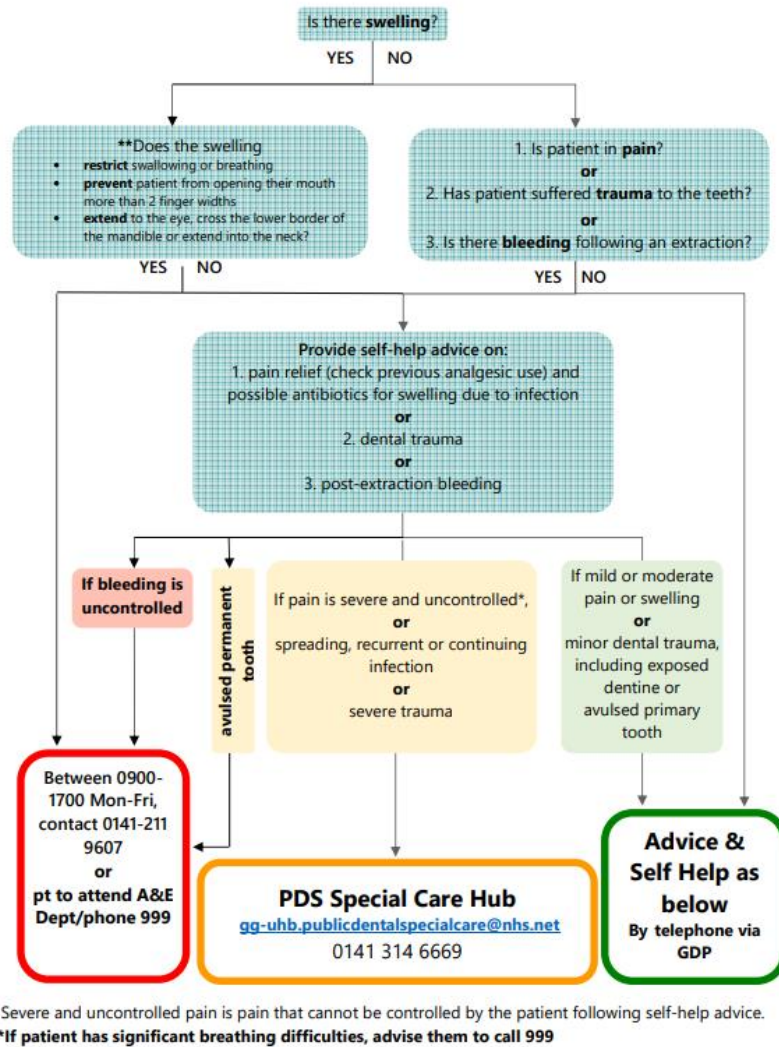 Is there swelling?
YES NO
**Does the swelling
• restrict swallowing or breathing
• prevent patient from opening their mouth
more than 2 finger widths
• extend to the eye, cross the lower border of
the mandible or extend into the neck?
1. Is patient in pain?
or
2. Has patient suffered trauma to the teeth?
or
3. Is there bleeding following an extraction?
YES NO
YES NO
Provide self-help advice on:
1. pain relief (check previous analgesic use) and
possible antibiotics for swelling due to infection
or
2. dental trauma
or
3. post-extraction bleeding
If bleeding is
uncontrolled
avulsed permanent
tooth
If pain is severe and uncontrolled*,
or
spreading, recurrent or continuing
infection
or
severe trauma
If mild or moderate
pain or swelling
or
minor dental trauma,
including exposed
dentine or
avulsed primary
tooth
Between 0900-
1700 Mon-Fri,
contact 0141-211
9607
or
pt to attend A&E
Dept/phone 999
PDS Special Care Hub
gg-uhb.publicdentalspecialcare@nhs.net
0141 314 6669
Advice &
Self Help as
below
By telephone via
GDP
Severe and uncontrolled pain is pain that cannot be controlled by the patient following self-help advice.
*If patient has significant breathing difficulties, advise them to call 999